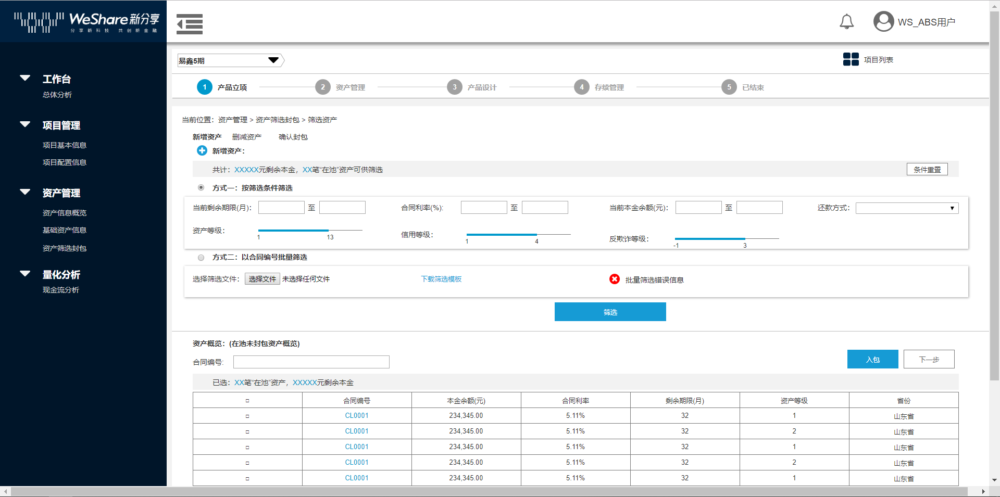 WeShare新分享
分享新科技 共创新金融
WS_ABS用户
工作台
总体分析
项目管理
项目基本信息
项目配置信息
资产管理
资产信息概览
基础资产信息
资产筛选封包
量化分析
现金流分析
易鑫5期
项目列表
1 产品立项 2 资产管理 3 产品设计 4 存续管理 5 已结束
当前位置：资产管理 > 资产筛选封包 > 筛选资产
新增资产 删减资产 确认封包
新增资产：
共计：XXXXX元剩余本金，XX笔“在池”资产可供筛选 条件重置
方式一：按筛选条件筛选
当前剩余期限(月)： 至 合同利率(%): 至 当前本金余额(元)： 至 还款方式：
资产等级： 1 13 信用等级： 1 4 反欺诈等级： -1 3
方式二：以合同编号批量筛选
选择筛选文件： 选择文件 未选择任何文件 下载筛选模板 批量筛选错误信息
筛选
资产概览：(在池未封包资产概览)
合同编号: 入包 下一步
已选：XX笔“在池”资产，XXXXX元剩余本金
合同编号 本金余额(元) 合同利率 剩余期限(月) 资产等级 省份
CL0001 234,345.00 5.11% 32 1 山东省
CL0001 234,345.00 5.11% 32 2 山东省
CL0001 234,345.00 5.11% 32 1 山东省
CL0001 234,345.00 5.11% 32 2 山东省
CL0001 234,345.00 5.11% 32 1 山东省